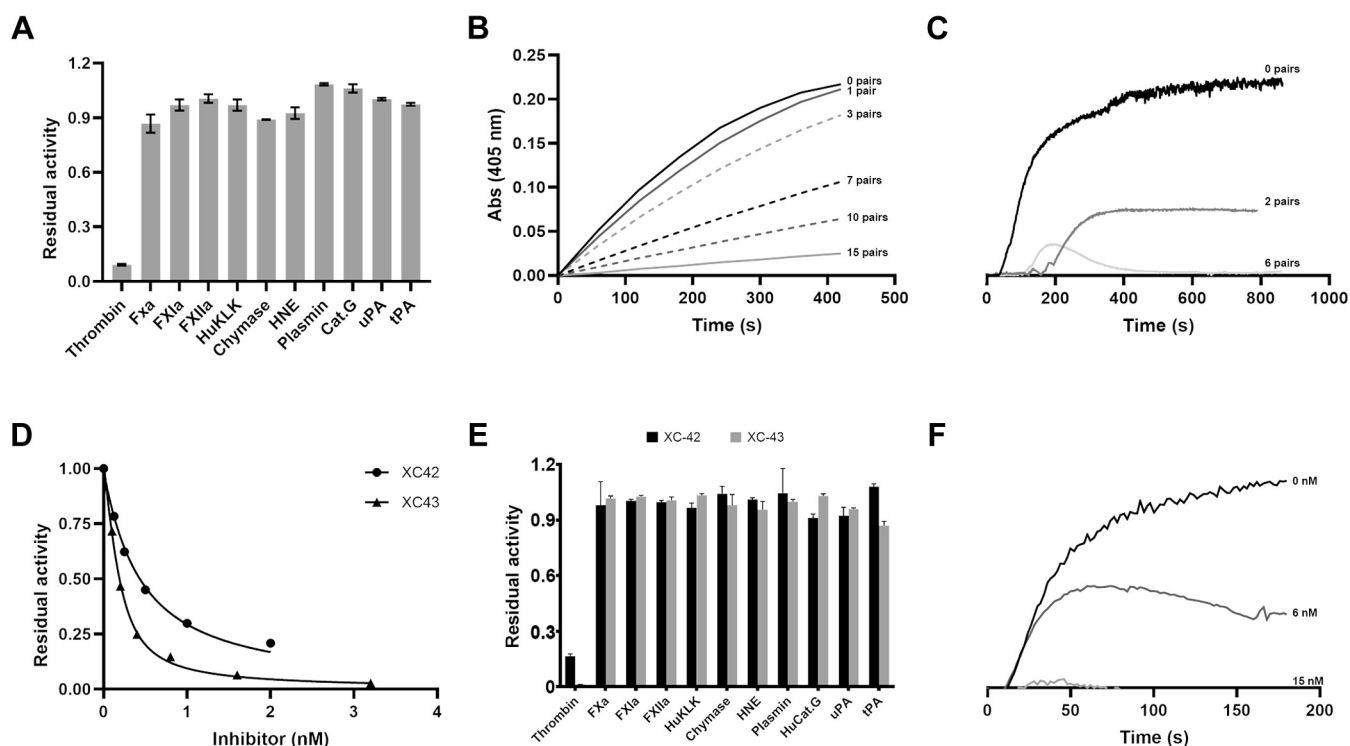 A
Residual activity
1.2
0.9
0.6
0.3
0.0
Thrombin
Fxa
FXIa
FXIIa
HuKLK
Chymase
HNE
Plasmin
Cat.G
uPA
tPA
B
Abs (405 nm)
0.25
0.20
0.15
0.10
0.05
0.00
0 pairs
1 pair
3 pairs
7 pairs
10 pairs
15 pairs
0 100 200 300 400 500
Time (s)
C
0 pairs
2 pairs
6 pairs
0 200 400 600 800 1000
Time (s)
D
Residual activity
1.00
0.75
0.50
0.25
0.00
XC42
XC43
0 1 2 3 4
Inhibitor (nM)
E
XC-42 XC-43
Residual activity
1.2
0.9
0.6
0.3
0
Thrombin
FXa
FXIa
FXIIa
HuKLK
Chymase
HNE
Plasmin
HuCat.G
uPA
tPA
F
0 nM
6 nM
15 nM
0 50 100 150 200
Time (s)